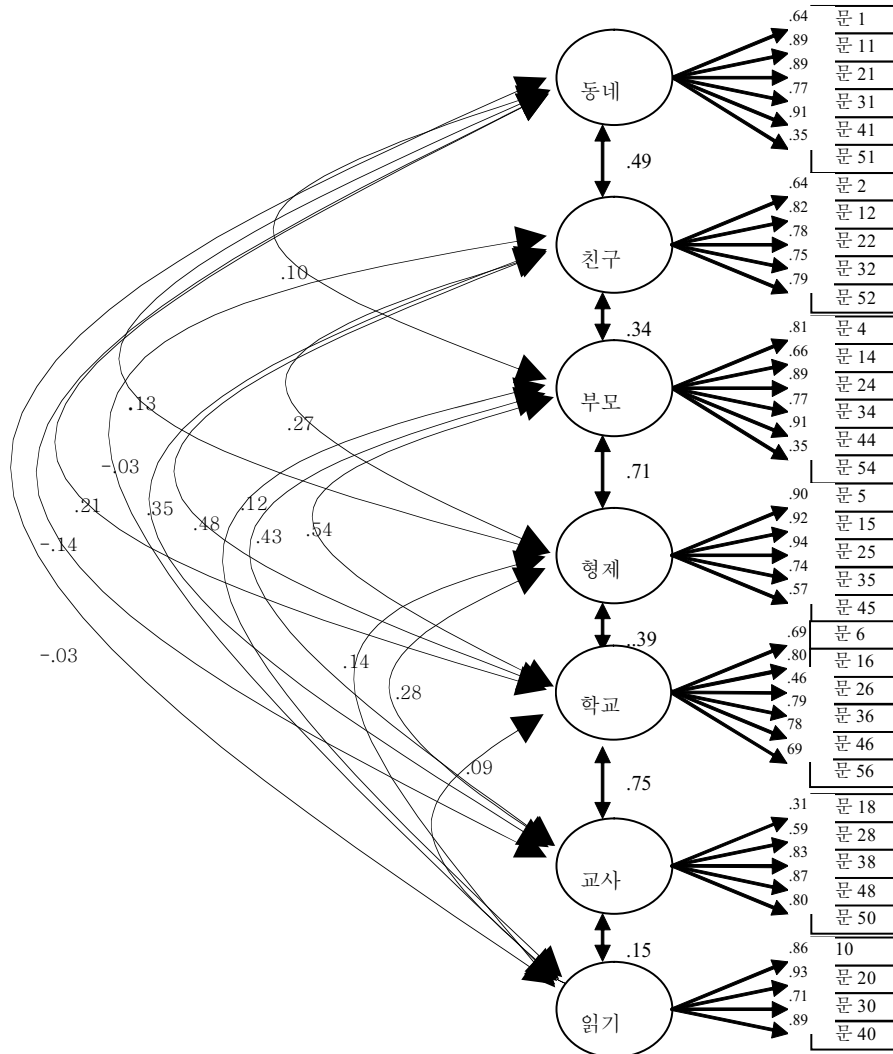 .64 문 1
.89 문 11
.89 문 21
동네
.77 문 31
.91 문 41
.35 문 51
.49
.64 문 2
.82 문 12
.78 문 22
친구
.75 문 32
.79 문 52
.10
.34
.81 문 4
.66 문 14
.89 문 24
부모
.77 문 34
.91 문 44
.35 문 54
.13
.27
-.03
.71
.21
.35
.12
.48
.43
.54
-.14
.90 문 5
.92 문 15
.94 문 25
형제
.74 문 35
.57 문 45
..39
-.03
.14
.28
.69 문 6
.80 문 16
.46 문 26
학교
.79 문 36
78 문 46
69 문 56
.09
.75
.31 문 18
.59 문 28
.83 문 38
교사
.87 문 48
.80 문 50
.15
.86 10
.93 문 20
.71 문 30
읽기
.89 문 40